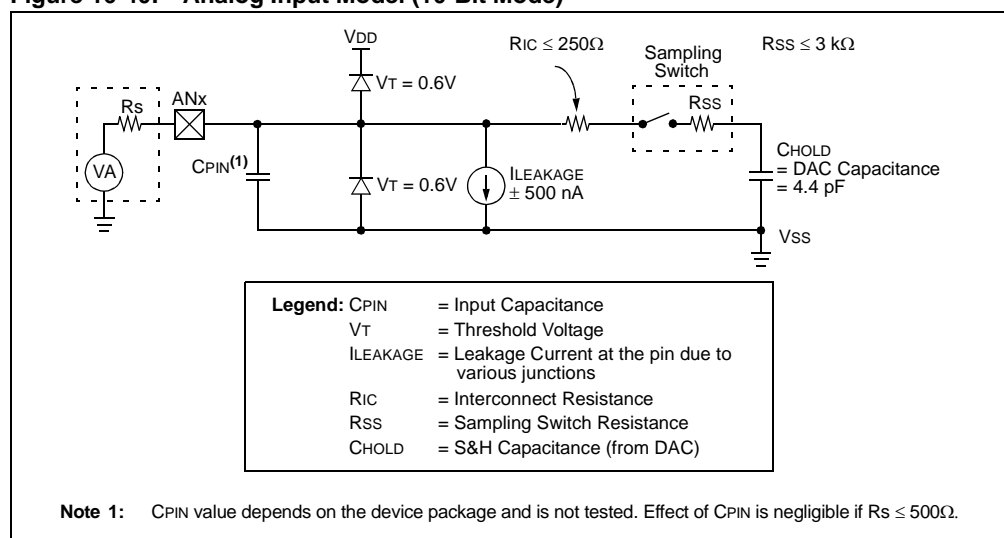 Figure 16-46: Analog Input Model (10-Bit Mode)
VDD
RIC ≤ 250Ω
Sampling
Switch
RSS ≤ 3 kΩ
VT = 0.6V
Rs
ANx
RSS
VA
CPIN(1)
VT = 0.6V
ILEAKAGE
± 500 nA
CHOLD
= DAC Capacitance
= 4.4 pF
VSS
Legend: CPIN = Input Capacitance
VT = Threshold Voltage
ILEAKAGE = Leakage Current at the pin due to
various junctions
RIC = Interconnect Resistance
RSS = Sampling Switch Resistance
CHOLD = S&H Capacitance (from DAC)
Note 1: CPIN value depends on the device package and is not tested. Effect of CPIN is negligible if Rs ≤ 500Ω.